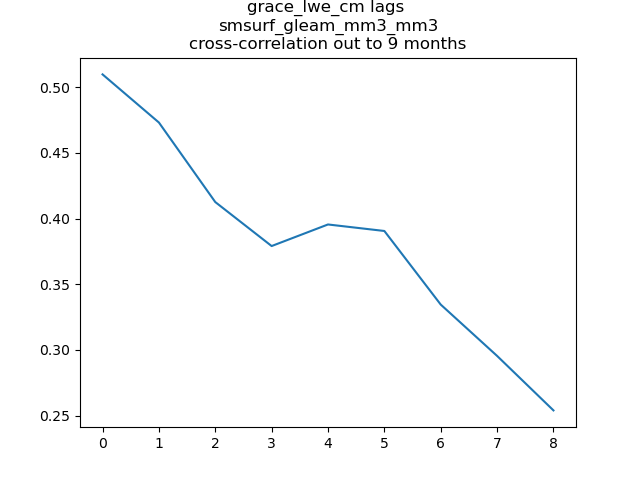 grace_lwe_cm lags
smsurf_gleam_mm3_mm3
cross-correlation out to 9 months
0.50
0.45
0.40
0.35
0.30
0.25
0 1 2 3 4 5 6 7 8